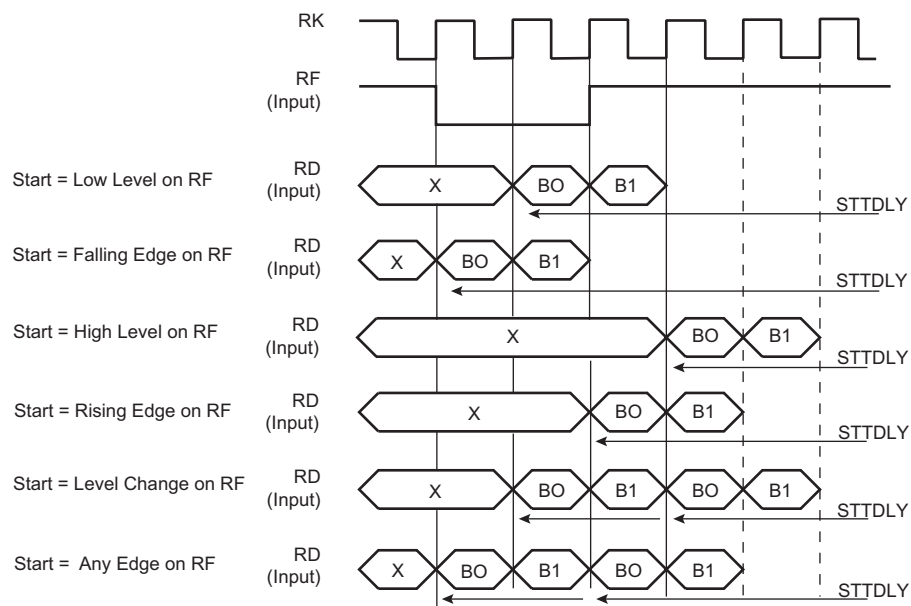 RK
RF
(Input)
Start = Low Level on RF
RD
(Input)
X
BO
B1
STTDLY
Start = Falling Edge on RF
RD
(Input)
X
BO
B1
STTDLY
Start = High Level on RF
RD
(Input)
X
BO
B1
STTDLY
Start = Rising Edge on RF
RD
(Input)
X
BO
B1
STTDLY
Start = Level Change on RF
RD
(Input)
X
BO
B1
BO
B1
STTDLY
Start = Any Edge on RF
RD
(Input)
X
BO
B1
BO
B1
STTDLY